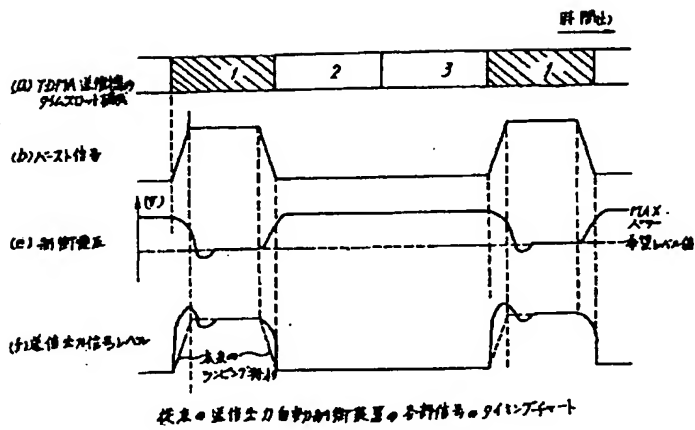 時間(t)
(a) TDMA送信機の
タイムスロット構成
1 2 3 1
(b)バースト信号
(V)
(e)制御電圧
MAX.
パワー
希望レベル値
(f)送信出力信号レベル
本来の
ランピング波形
従来の送信出力自動制御装置の各部信号のタイミングチャート